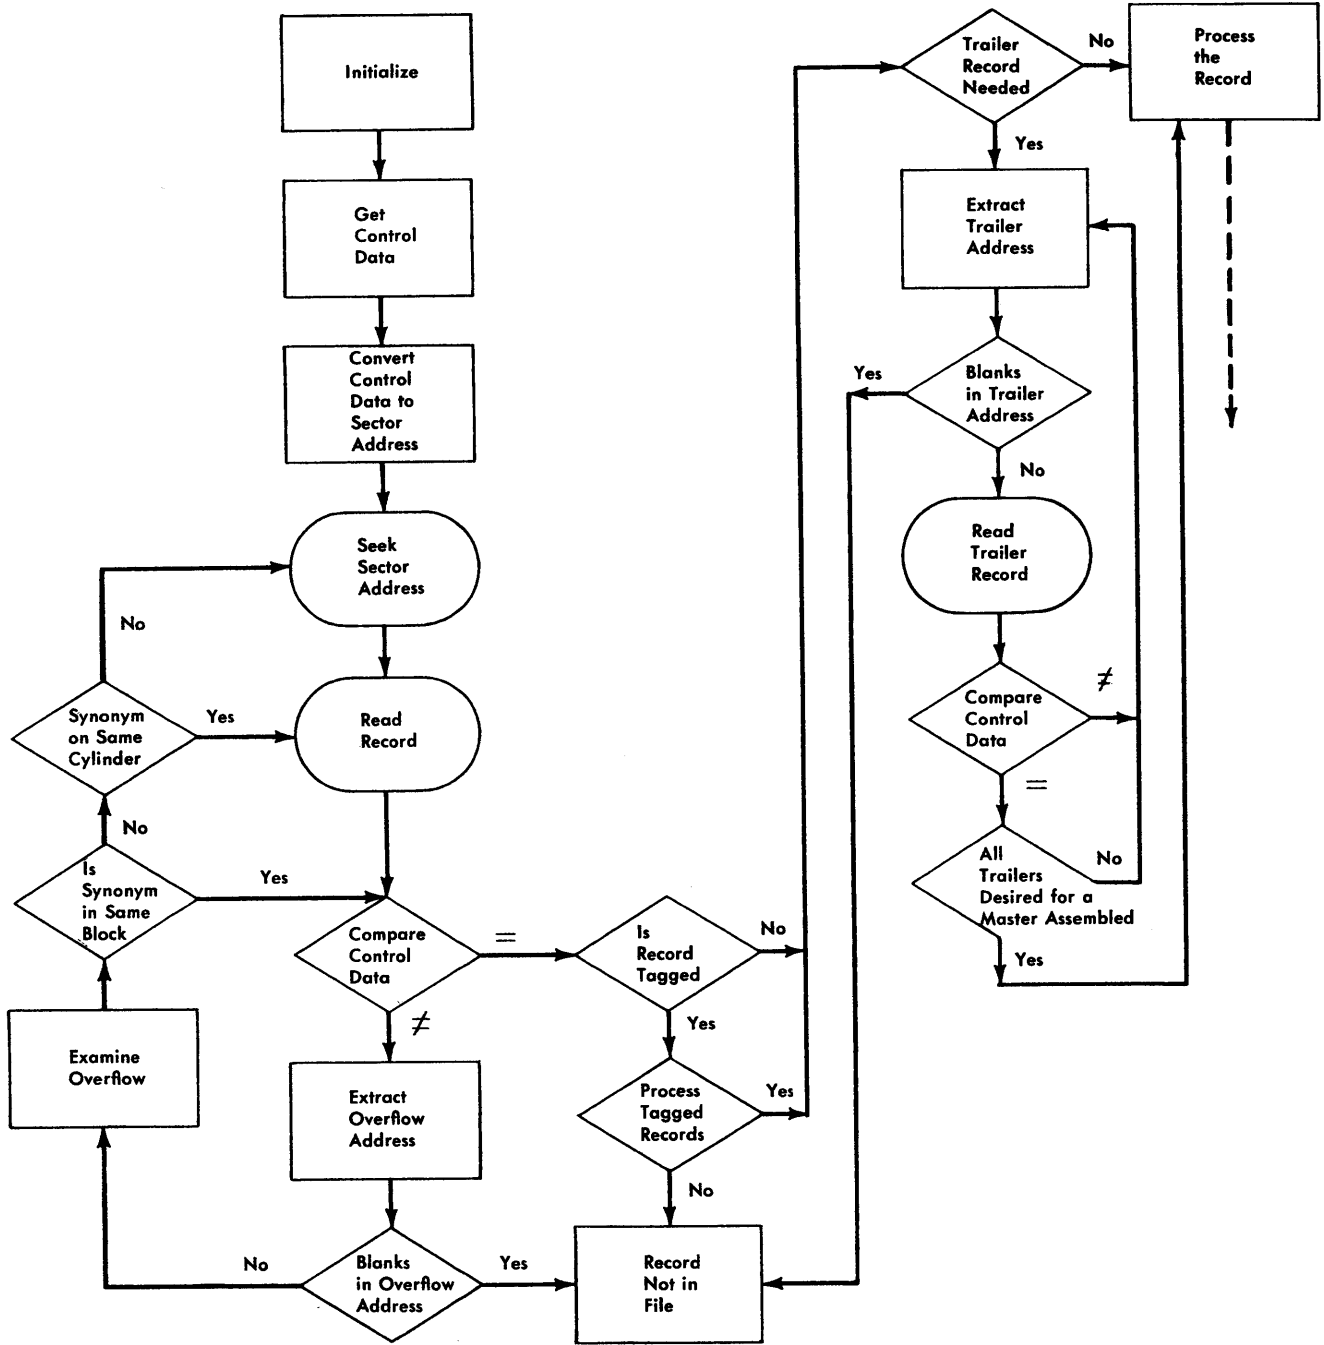 Initialize
Get
Control
Data
Convert
Control
Data to
Sector
Address
Seek
Sector
Address
No
Synonym
on Same
Cylinder
Yes
Read
Record
No
Is
Synonym
in Same
Block
Yes
Compare
Control
Data
=
≠
Examine
Overflow
Extract
Overflow
Address
No
Blanks
in Overflow
Address
Yes
Is
Record
Tagged
No
Yes
Process
Tagged
Records
Yes
No
Record
Not in
File
Trailer
Record
Needed
No
Process
the
Record
Yes
Extract
Trailer
Address
Yes
Blanks
in Trailer
Address
No
Read
Trailer
Record
Compare
Control
Data
≠
=
All
Trailers
Desired for a
Master Assembled
No
Yes